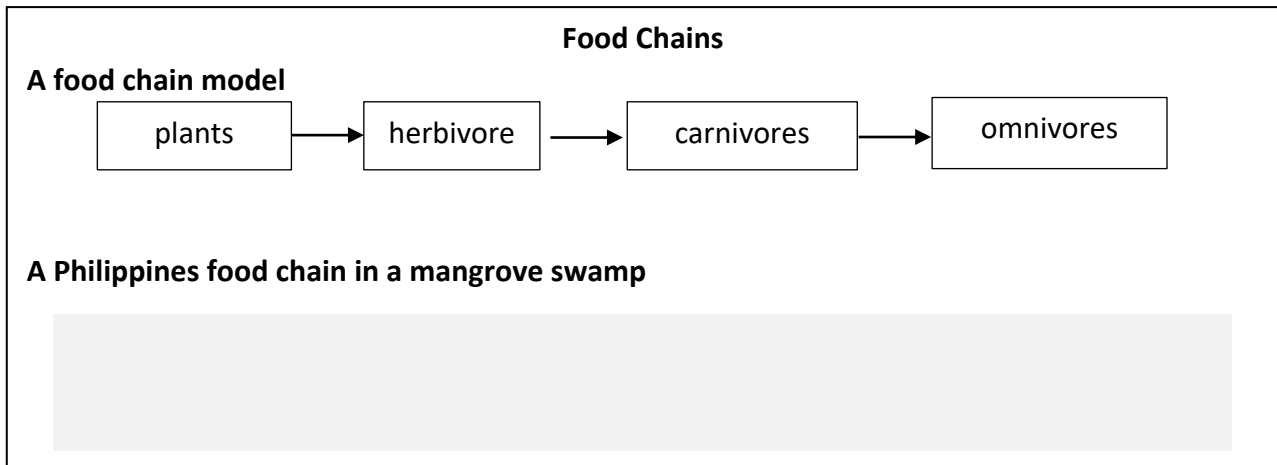 Food Chains
A food chain model
plants herbivore carnivores omnivores
A Philippines food chain in a mangrove swamp